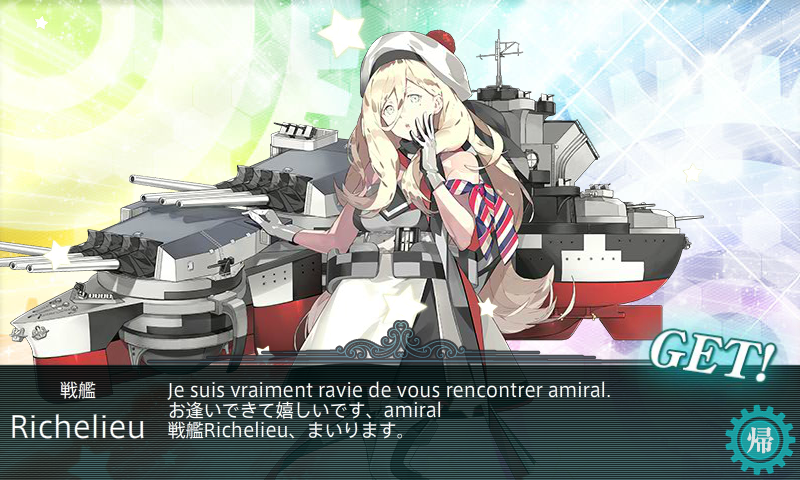 GET!
戦艦
Richelieu
Je suis vraiment ravie de vous rencontrer amiral.
お逢いできて嬉しいです、amiral
戦艦Richelieu、まいります。
帰